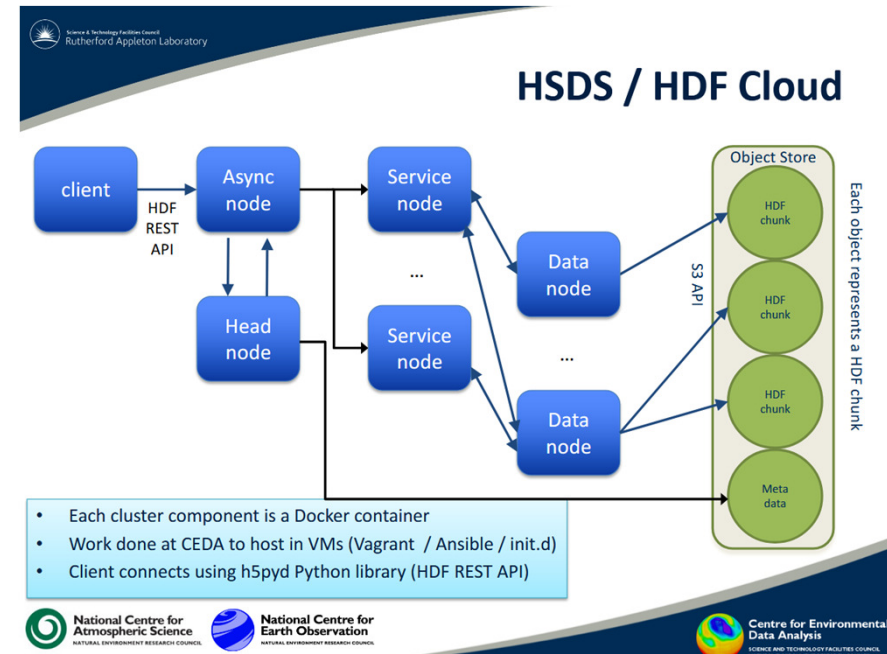 Science & Technology Facilities Council
Rutherford Appleton Laboratory
HSDS / HDF Cloud
client
HDF
REST
API
Async
node
Head
node
Service
node
...
Service
node
Data
node
...
Data
node
S3 API
Object Store
HDF
chunk
HDF
chunk
HDF
chunk
Meta
data
Each object represents a HDF chunk
• Each cluster component is a Docker container
• Work done at CEDA to host in VMs (Vagrant / Ansible / init.d)
• Client connects using h5pyd Python library (HDF REST API)
National Centre for
Atmospheric Science
NATURAL ENVIRONMENT RESEARCH COUNCIL
National Centre for
Earth Observation
NATURAL ENVIRONMENT RESEARCH COUNCIL
Centre for Environmental
Data Analysis
SCIENCE AND TECHNOLOGY FACILITIES COUNCIL